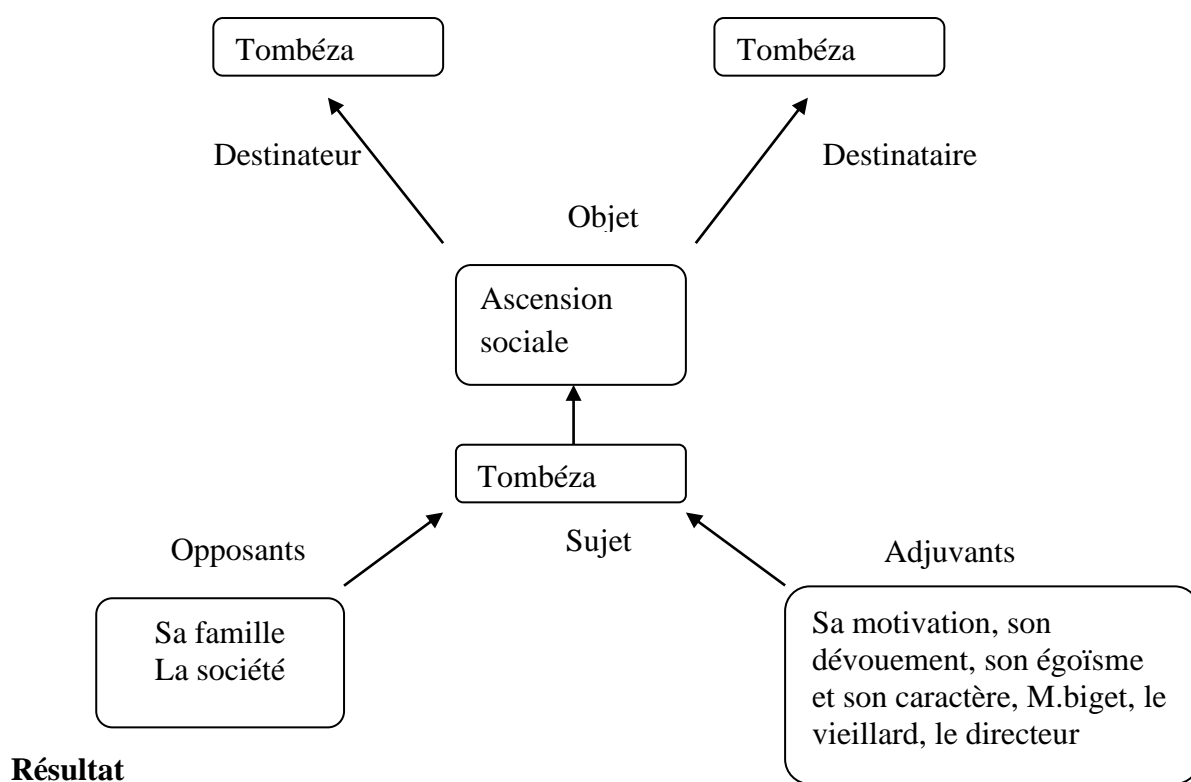 Tombéza
Tombéza
Destinateur
Destinataire
Objet
Ascension
sociale
Tombéza
Sujet
Opposants
Adjuvants
Sa famille
La société
Sa motivation, son
dévouement, son égoïsme
et son caractère, M.biget, le
vieillard, le directeur
Résultat